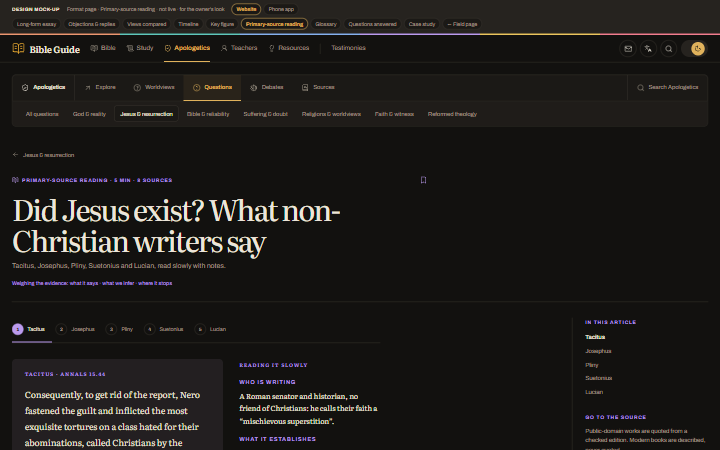 DESIGN MOCK-UP Format page · Primary-source reading · not live · for the owner's look Website Phone app
Long-form essay Objections & replies Views compared Timeline Key figure Primary-source reading Glossary Questions answered Case study ← Field page
Bible Guide Bible Study Apologetics Teachers Resources Testimonies
Apologetics Explore Worldviews Questions Debates Sources Search Apologetics
All questions God & reality Jesus & resurrection Bible & reliability Suffering & doubt Religions & worldviews Faith & witness Reformed theology
← Jesus & resurrection
PRIMARY-SOURCE READING · 5 MIN · 8 SOURCES
Did Jesus exist? What non-
Christian writers say
Tacitus, Josephus, Pliny, Suetonius and Lucian, read slowly with notes.
Weighing the evidence: what it says · what we infer · where it stops
1 Tacitus 2 Josephus 3 Pliny 4 Suetonius 5 Lucian
TACITUS · ANNALS 15.44
Consequently, to get rid of the report, Nero
fastened the guilt and inflicted the most
exquisite tortures on a class hated for their
abominations, called Christians by the
READING IT SLOWLY
WHO IS WRITING
A Roman senator and historian, no
friend of Christians: he calls their faith a
"mischievous superstition".
WHAT IT ESTABLISHES
IN THIS ARTICLE
Tacitus
Josephus
Pliny
Suetonius
Lucian
GO TO THE SOURCE
Public-domain works are quoted from a
checked edition. Modern books are described,